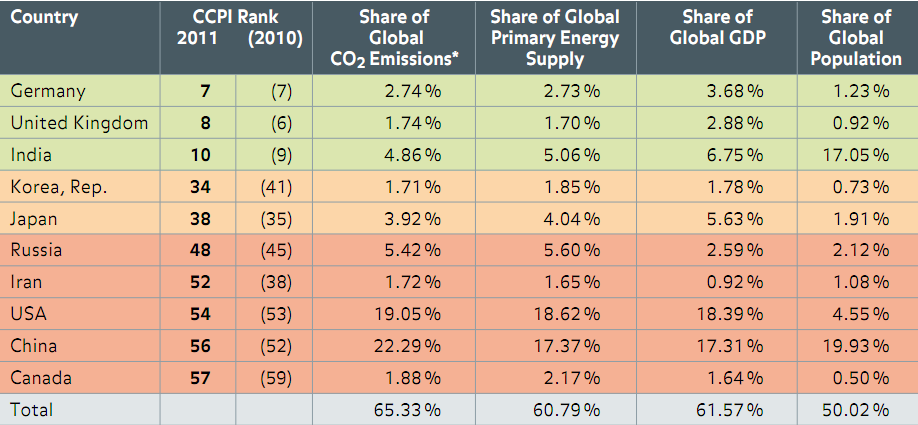 Country CCPI Rank 2011 (2010) Share of Global CO2 Emissions* Share of Global Primary Energy Supply Share of Global GDP Share of Global Population
Germany 7 (7) 2.74% 2.73% 3.68% 1.23%
United Kingdom 8 (6) 1.74% 1.70% 2.88% 0.92%
India 10 (9) 4.86% 5.06% 6.75% 17.05%
Korea, Rep. 34 (41) 1.71% 1.85% 1.78% 0.73%
Japan 38 (35) 3.92% 4.04% 5.63% 1.91%
Russia 48 (45) 5.42% 5.60% 2.59% 2.12%
Iran 52 (38) 1.72% 1.65% 0.92% 1.08%
USA 54 (53) 19.05% 18.62% 18.39% 4.55%
China 56 (52) 22.29% 17.37% 17.31% 19.93%
Canada 57 (59) 1.88% 2.17% 1.64% 0.50%
Total 65.33% 60.79% 61.57% 50.02%